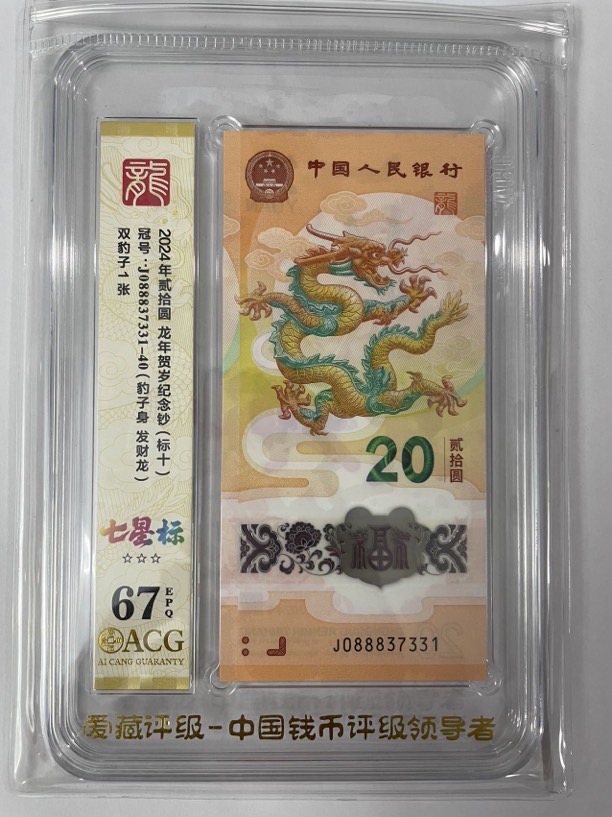 龍
2024年贰拾圆 龙年贺岁纪念钞（标十）
冠号：J088837331-40（豹子身 发财龙）
双豹子1张
七星标
67 EPQ
ACG
AI CANG GUARANTY
中国人民银行
龍
20 贰拾圆
福
J088837331
爱藏评级-中国钱币评级领导者